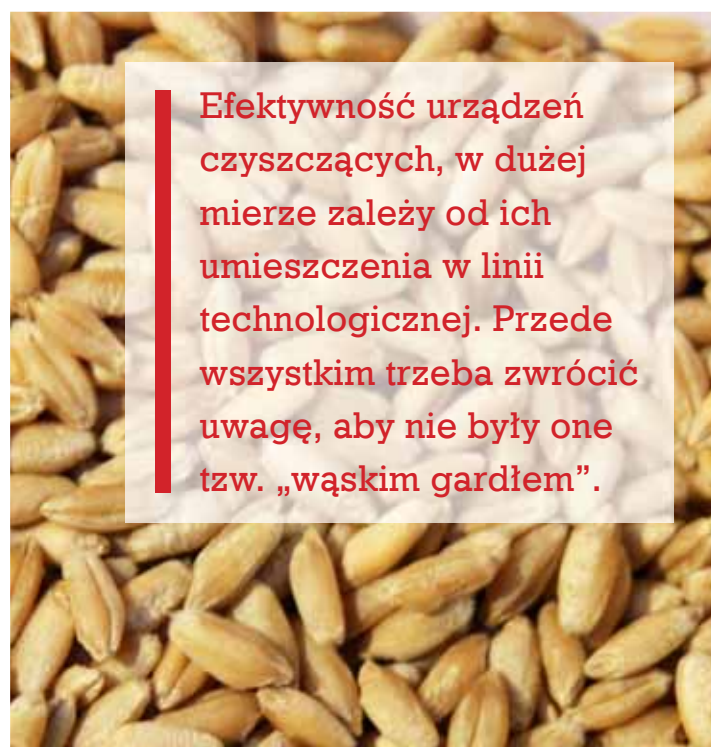 Efektywność urządzeń
czyszczących, w dużej
mierze zależy od ich
umieszczenia w linii
technologicznej. Przede
wszystkim trzeba zwrócić
uwagę, aby nie były one
tzw. „wąskim gardłem”.